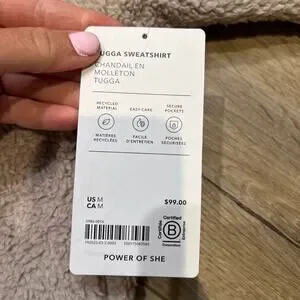 TUGGA SWEATSHIRT
CHANDAIL EN
MOLLETON
TUGGA
RECYCLED
MATERIAL
EASY-CARE
SECURE
POCKETS
MATIÈRES
RECYCLÉES
FACILE
D'ENTRETIEN
POCHES
SÉCURISÉES
US M
CA M
$99.00
Certified
B
Corporation
POWER OF SHE